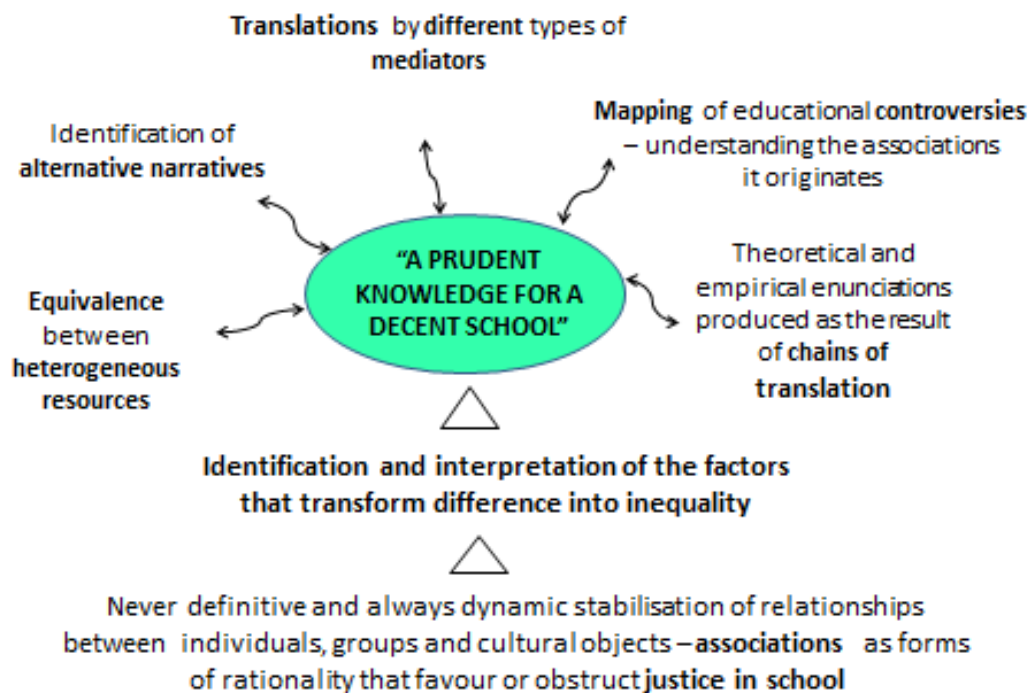 Translations by different types of
mediators
Identification of
alternative narratives
Mapping of educational controversies
– understanding the associations
it originates
Equivalence
between
heterogeneous
resources
“A PRUDENT
KNOWLEDGE FOR A
DECENT SCHOOL”
Theoretical and
empirical enunciations
produced as the result
of chains of
translation
Identification and interpretation of the factors
that transform difference into inequality
Never definitive and always dynamic stabilisation of relationships
between individuals, groups and cultural objects – associations as forms
of rationality that favour or obstruct justice in school